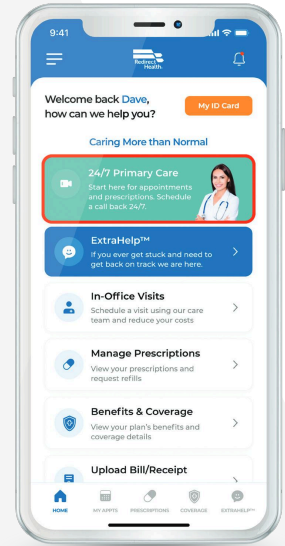 9:41
Redirect
Health.
Welcome back Dave,
how can we help you?
My ID Card
Caring More than Normal
24/7 Primary Care
Start here for appointments
and prescriptions. Schedule
a call back 24/7.
ExtraHelp™
If you ever get stuck and need to
get back on track we are here.
In-Office Visits
Schedule a visit using our care
team and reduce your costs
Manage Prescriptions
View your prescriptions and
request refills
Benefits & Coverage
View your plan's benefits and
coverage details
Upload Bill/Receipt
HOME
MY APPTS
PRESCRIPTIONS
COVERAGE
EXTRAHELP™